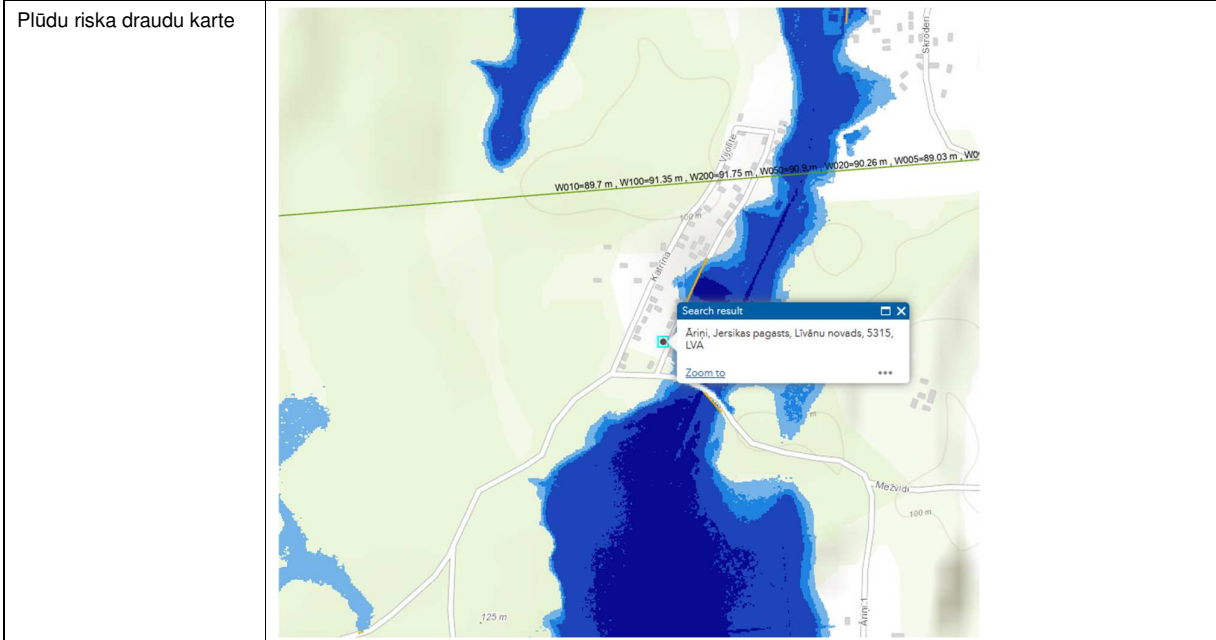 Plūdu riska draudu karte
Skroderi
Vijolīte
W010=89.7 m , W100=91.35 m , W200=91.75 m , W050=90.9 m , W020=90.26 m , W005=89.03 m , W0
100 m
Katrīna
Search result
Āriņi, Jersikas pagasts, Līvānu novads, 5315,
LVA
Zoom to
m
Mežvidi
100 m
Āriņi 1
125 m